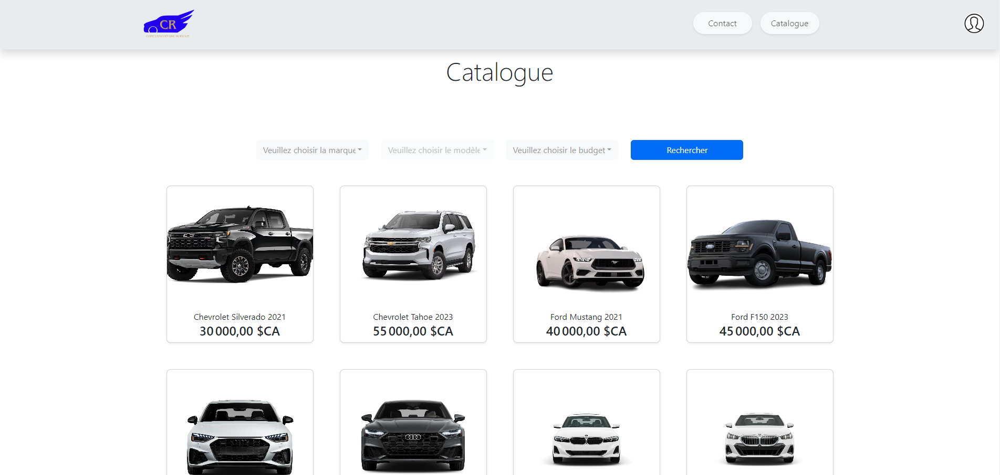 CR
Contact
Catalogue
Catalogue
Veuillez choisir la marque
Veuillez choisir le modèle
Veuillez choisir le budget
Rechercher
Chevrolet Silverado 2021
30 000,00 $CA
Chevrolet Tahoe 2023
55 000,00 $CA
Ford Mustang 2021
40 000,00 $CA
Ford F150 2023
45 000,00 $CA